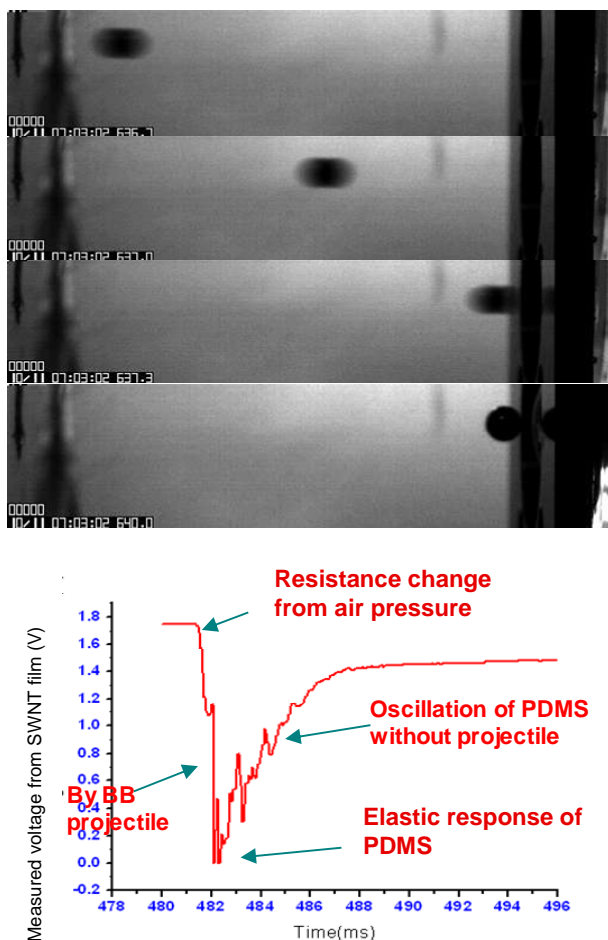 00000
10/11 07:03:02 636.7
00000
10/11 07:03:02 637.0
00000
10/11 07:03:02 637.3
00000
10/11 07:03:02 640.0
Resistance change
from air pressure
Oscillation of PDMS
without projectile
By BB
projectile
Elastic response of
PDMS
Measured voltage from SWNT film (V)
1.8
1.6
1.4
1.2
1.0
0.8
0.6
0.4
0.2
0.0
-0.2
478 480 482 484 486 488 490 492 494 496
Time(ms)